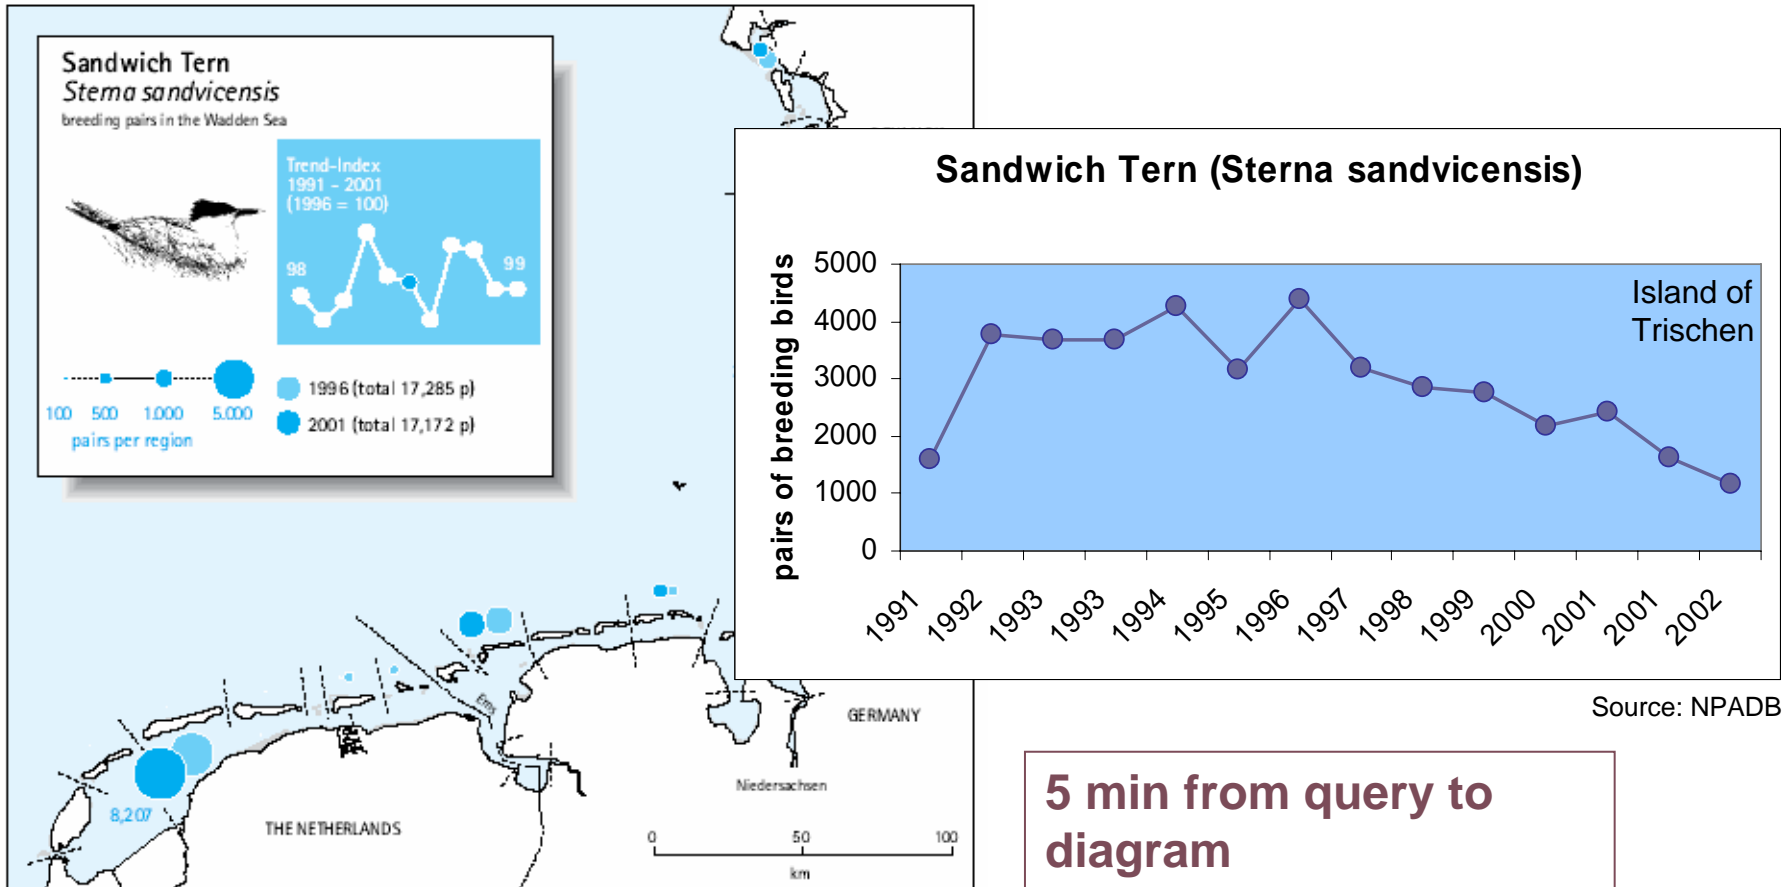 Sandwich Tern
Sterna sandvicensis
breeding pairs in the Wadden Sea
Trend-Index
1991 - 2001
(1996 = 100)
98
99
100 500 1.000 5.000
pairs per region
1996 (total 17,285 p)
2001 (total 17,172 p)
Sandwich Tern (Sterna sandvicensis)
pairs of breeding birds
5000
4000
3000
2000
1000
0
Island of
Trischen
1991 1992 1993 1993 1994 1995 1996 1997 1998 1999 2000 2001 2001 2002
Source: NPADB
Ems
GERMANY
Niedersachsen
8,207
THE NETHERLANDS
0 50 100
km
5 min from query to
diagram